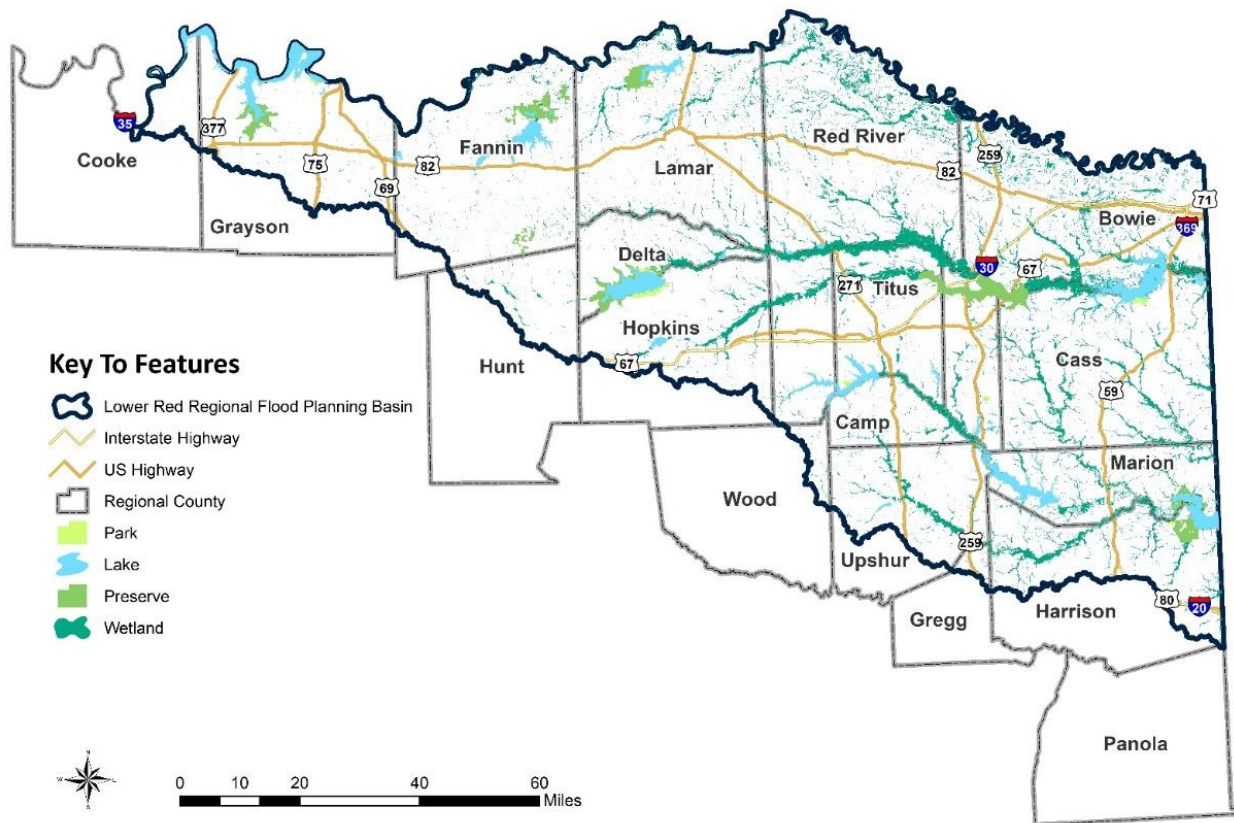 259
71
Red River
35
377
82
Fannin
Cooke
75
82
Lamar
69
Bowie
Grayson
369
Delta
30
67
271
Titus
Hopkins
Key To Features
Hunt
67
Cass
59
Lower Red Regional Flood Planning Basin
Camp
Interstate Highway
US Highway
Marion
Regional County
Wood
Park
259
Lake
Upshur
Preserve
80
20
Harrison
Gregg
Wetland
Panola
N
0 10 20 40 60
Miles